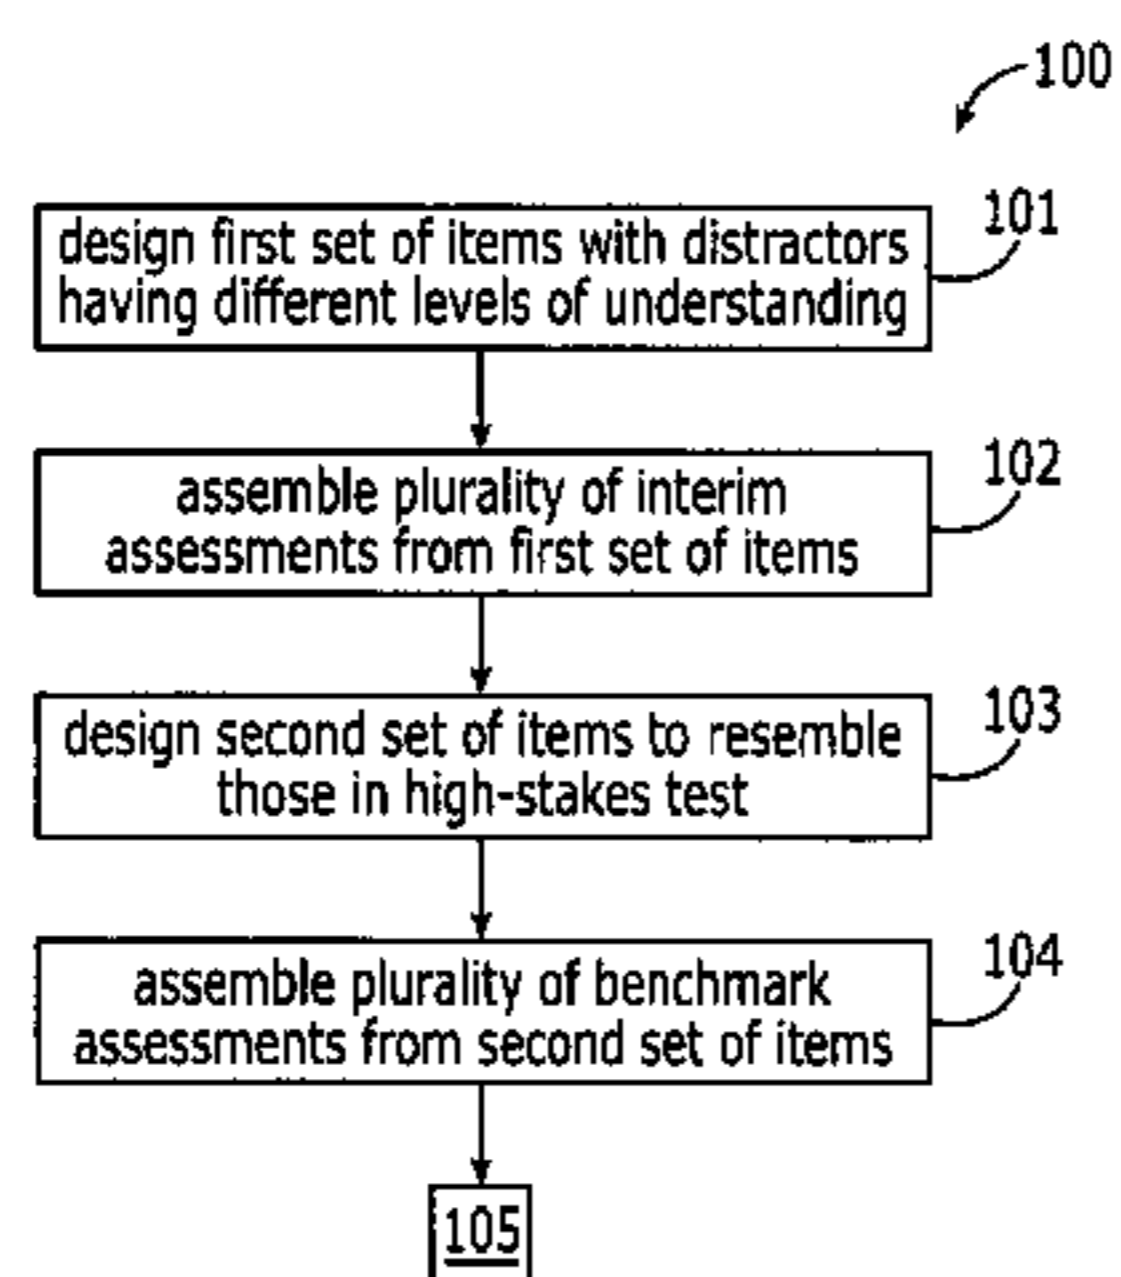 100
101
design first set of items with distractors
having different levels of understanding
102
assemble plurality of interim
assessments from first set of items
103
design second set of items to resemble
those in high-stakes test
104
assemble plurality of benchmark
assessments from second set of items
105